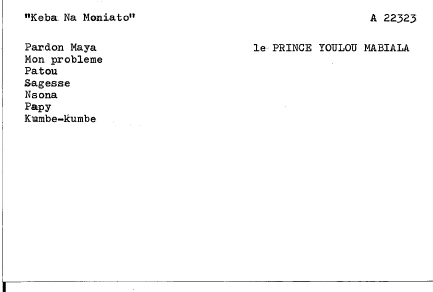 "Keba Na Moniato"
A 22323
Pardon Maya
le PRINCE YOULOU MABIALA
Mon probleme
Patou
Sagesse
Nsona
Papy
Kumbe-kumbe